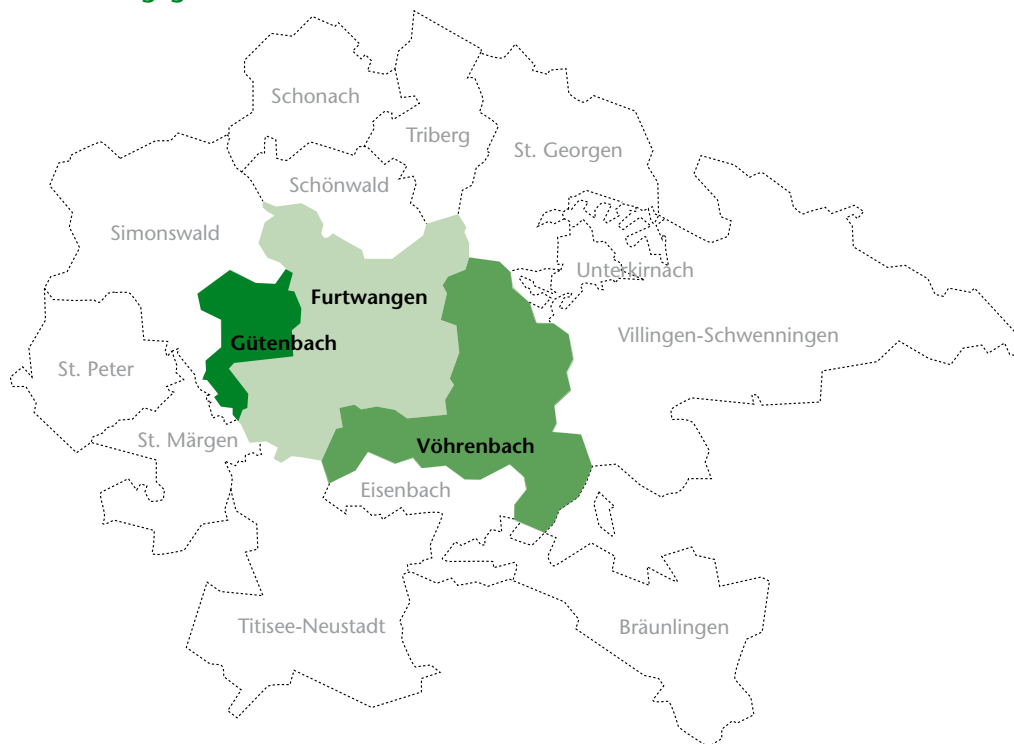 Schonach
Triberg
St. Georgen
Schönwald
Simonswald
Unterkirnach
Furtwangen
Villingen-Schwenningen
Gütenbach
St. Peter
St. Märgen
Vöhrenbach
Eisenbach
Titisee-Neustadt
Bräunlingen